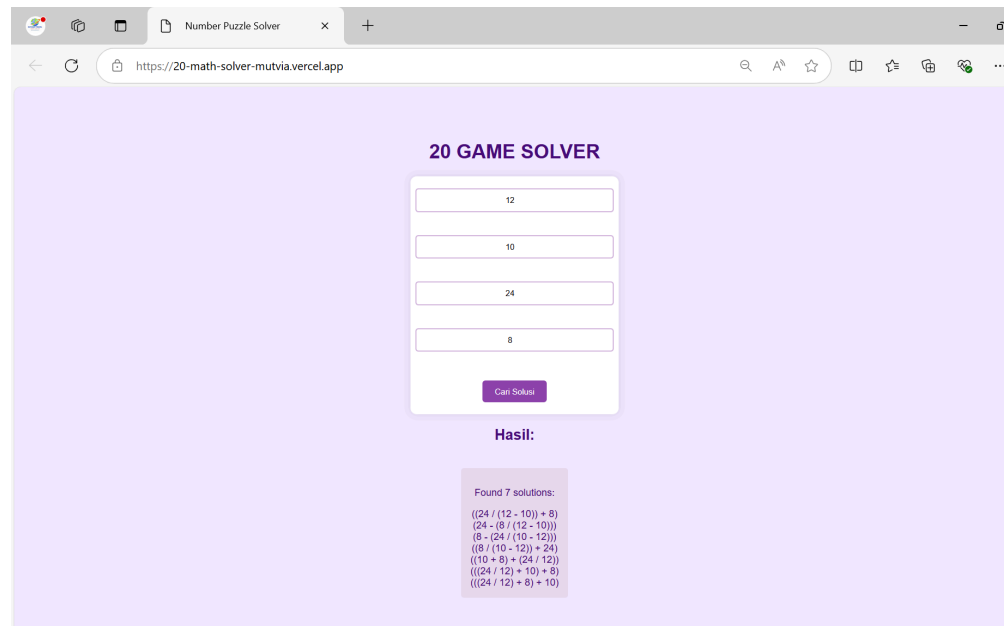 Number Puzzle Solver
https://20-math-solver-mutvia.vercel.app
20 GAME SOLVER
12
10
24
8
Cari Solusi
Hasil:
Found 7 solutions:
((24 / (12 - 10)) + 8)
(24 - (8 / (12 - 10)))
(8 - (24 / (10 - 12)))
((8 / (10 - 12)) + 24)
((10 + 8) + (24 / 12))
(((24 / 12) + 10) + 8)
(((24 / 12) + 8) + 10)